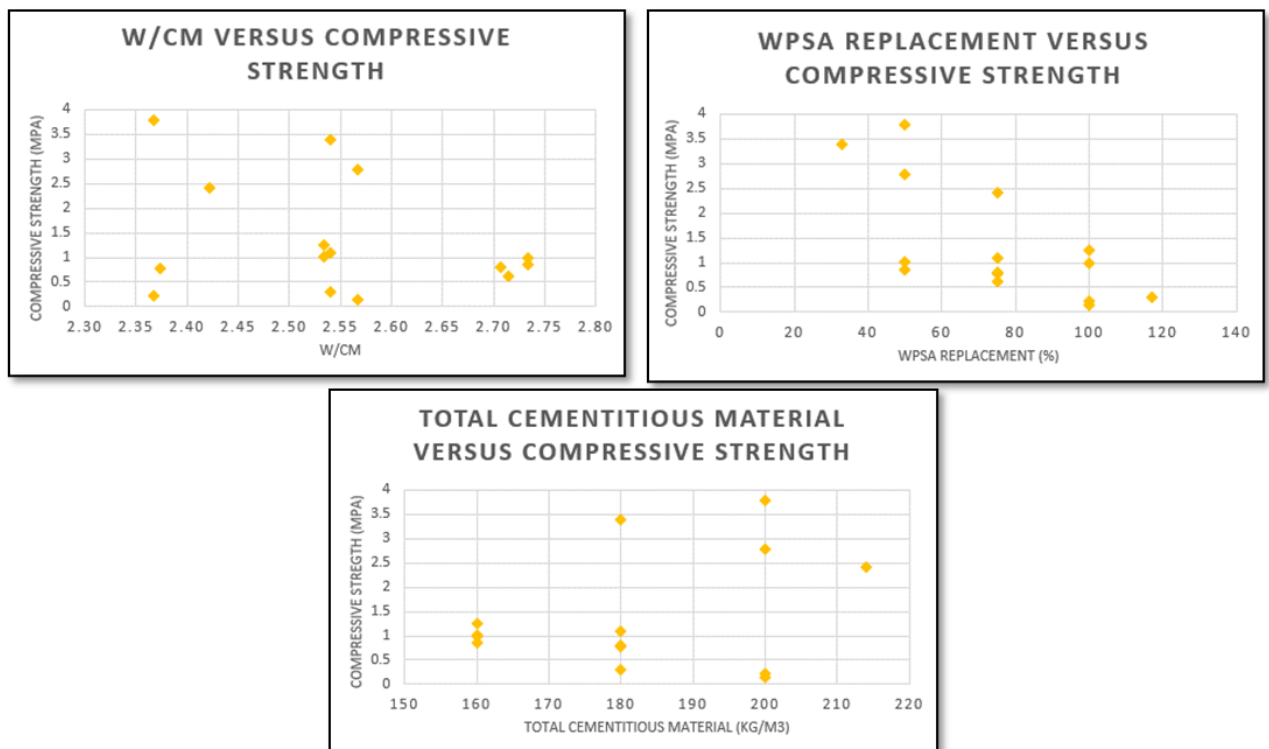 W/CM VERSUS COMPRESSIVE
STRENGTH
COMPRESSIVE STRENGTH (MPA)
4
3.5
3
2.5
2
1.5
1
0.5
0
2.30 2.35 2.40 2.45 2.50 2.55 2.60 2.65 2.70 2.75 2.80
W/CM
WPSA REPLACEMENT VERSUS
COMPRESSIVE STRENGTH
COMPRESSIVE STRENGTH (MPA)
4
3.5
3
2.5
2
1.5
1
0.5
0
0 20 40 60 80 100 120 140
WPSA REPLACEMENT (%)
TOTAL CEMENTITIOUS MATERIAL
VERSUS COMPRESSIVE STRENGTH
COMPRESSIVE STREGTH (MPA)
4
3.5
3
2.5
2
1.5
1
0.5
0
150 160 170 180 190 200 210 220
TOTAL CEMENTITIOUS MATERIAL (KG/M3)